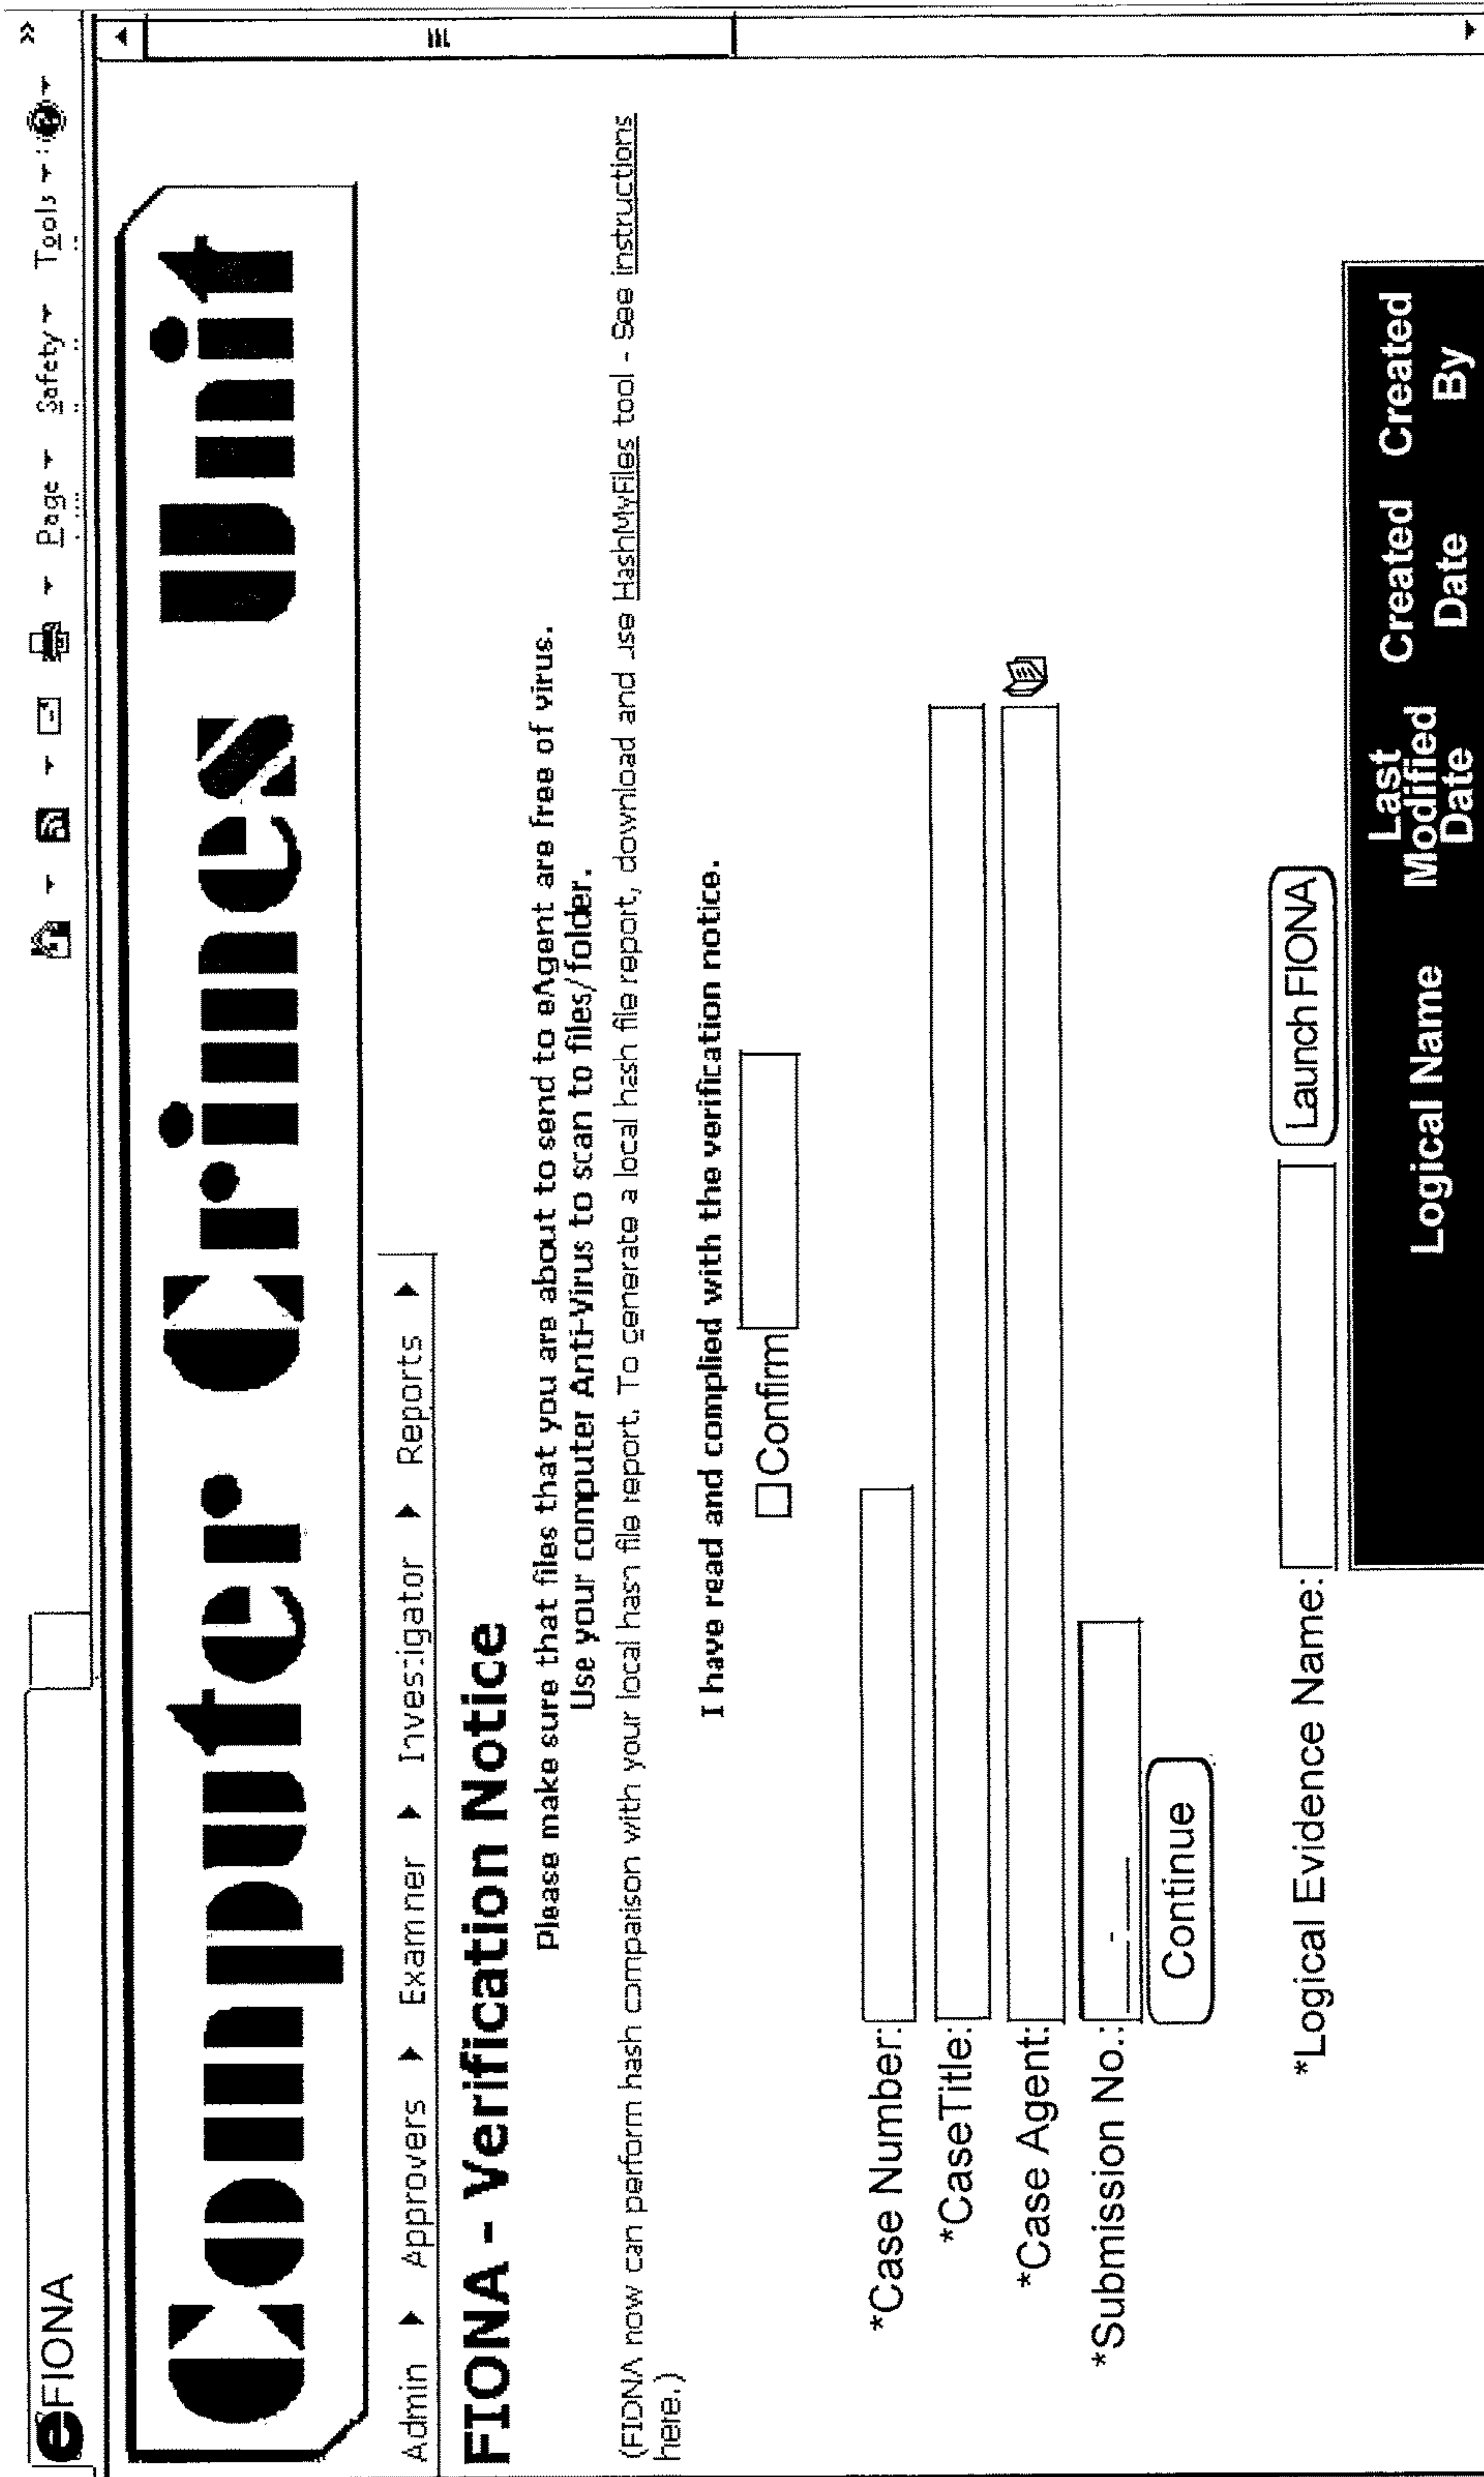 eFIONA
Page Safety Tools
Computer Crimes Unit
Admin Approvers Examiner Investigator Reports
FIONA - Verification Notice
Please make sure that files that you are about to send to eAgent are free of virus.
Use your computer Anti-Virus to scan to files/folder.
(FIONA now can perform hash comparison with your local hash file report. To generate a local hash file report, download and use HashMyFiles tool - See instructions
here.)
I have read and complied with the verification notice.
Confirm
*Case Number:
*CaseTitle:
*Case Agent:
*Submission No.: -
Continue
*Logical Evidence Name: Launch FIONA
Logical Name Last Modified Date Created Date Created By